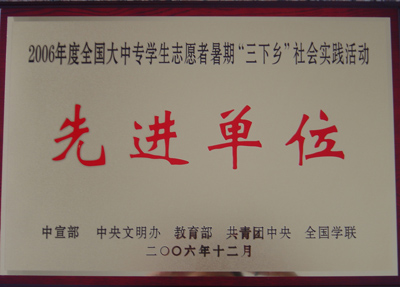 2006年度全国大中专学生志愿者暑期“三下乡”社会实践活动
先进单位
中宣部 中央文明办 教育部 共青团中央 全国学联
二〇〇六年十二月